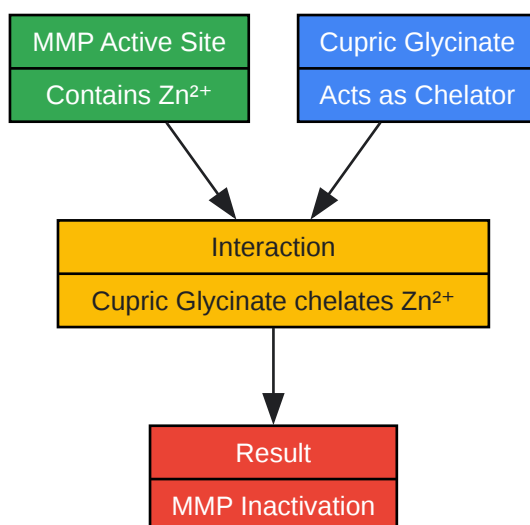 MMP Active Site
Contains Zn²⁺
Cupric Glycinate
Acts as Chelator
Interaction
Cupric Glycinate chelates Zn²⁺
Result
MMP Inactivation